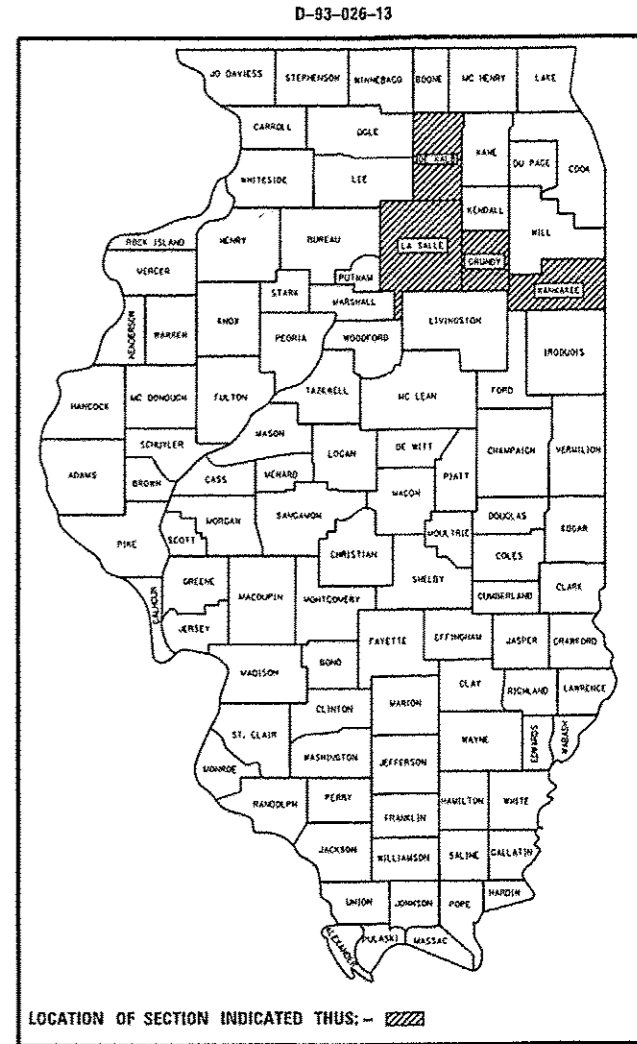 D-93-026-13
JO DAVIESS STEPHENSON WINNEBAGO BOONE MC HENRY LAKE
CARROLL OGLE DE KALB KANE DU PAGE COOK
WHITESIDE LEE KENDALL WILL
ROCK ISLAND HENRY BUREAU LA SALLE GRUNDY
MERCER PUTNAM KANKAKEE
STARK MARSHALL
HENDERSON WARREN KNOX PEORIA WOODFORD LIVINGSTON IROQUOIS
HANCOCK MC DONOUGH FULTON TAZEWELL MC LEAN FORD
SCHUYLER MASON LOGAN DE WITT CHAMPAIGN VERMILION
ADAMS BROWN CASS MENARD MACON PIATT
PIKE SCOTT MORGAN SANGAMON CHRISTIAN MOULTRIE DOUGLAS EDGAR
COLES
CALHOUN GREENE MACOUPIN MONTGOVERY SHELBY CUMBERLAND CLARK
JERSEY FAYETTE EFFINGHAM JASPER CRAWFORD
MADISON BOND CLAY RICHLAND LAWRENCE
CLINTON MARION
ST. CLAIR WAYNE EDWARDS WABASH
MONROE WASHINGTON JEFFERSON
RANDOLPH PERRY HAMILTON WHITE
FRANKLIN
JACKSON WILLIAMSON SALINE GALLATIN
UNION JOHNSON POPE HARDIN
ALEXANDER PULASKI MASSAC
LOCATION OF SECTION INDICATED THUS; -